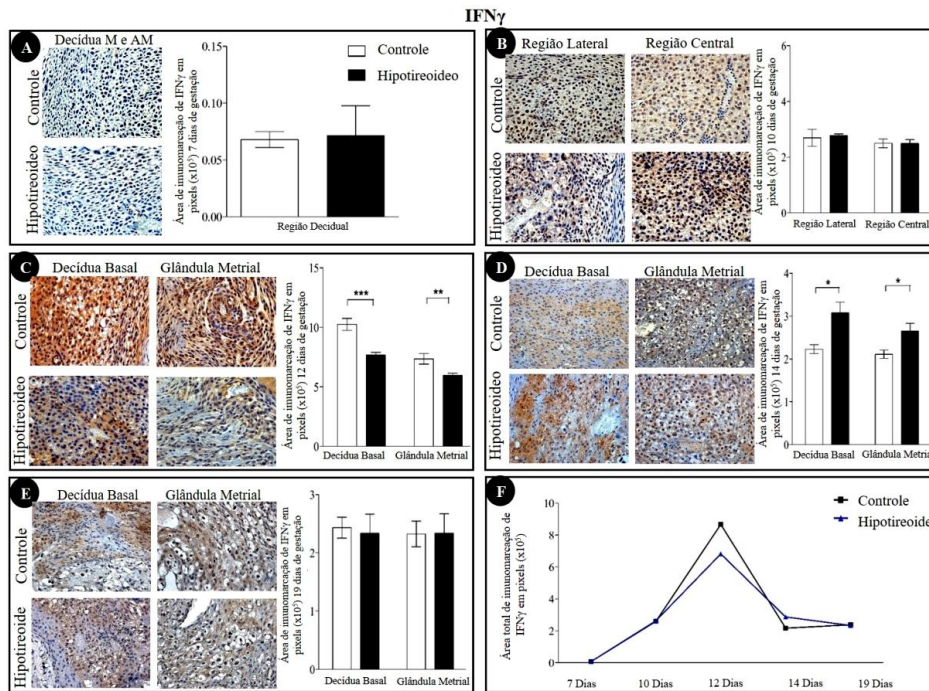 IFNγ
A
Decídua M e AM
Controle
Hipotireoideo
Área de imunomarcação de IFNγ em
pixels (x10⁵) 7 dias de gestação
0.15
0.10
0.05
0.00
Controle
Hipotireoideo
Região Decidual
B
Região Lateral
Região Central
Controle
Hipotireoideo
Área de imunomarcação de IFNγ em
pixels (x10⁵) 10 dias de gestação
6
4
2
0
Região Lateral
Região Central
C
Decídua Basal
Glândula Metrial
Controle
Hipotireoideo
Área de imunomarcação de IFNγ em
pixels (x10⁵) 12 dias de gestação
15
10
5
0
***
**
Decídua Basal
Glândula Metrial
D
Decídua Basal
Glândula Metrial
Controle
Hipotireoideo
Área de imunomarcação de IFNγ em
pixels (x10⁵) 14 dias de gestação
4
3
2
1
0
*
*
Decídua Basal
Glândula Metrial
E
Decídua Basal
Glândula Metrial
Controle
Hipotireoide
Área de imunomarcação de IFNγ em
pixels (x10⁵) 19 dias de gestação
3
2
1
0
Decídua Basal
Glândula Metrial
F
Área total de imunomarcação de
IFNγ em pixels (x10⁵)
10
8
6
4
2
0
Controle
Hipotireoide
7 Dias
10 Dias
12 Dias
14 Dias
19 Dias